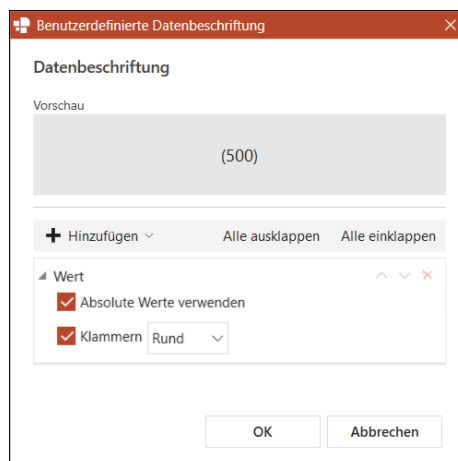 Benutzerdefinierte Datenbeschriftung
Datenbeschriftung
Vorschau
(500)
Hinzufügen Alle ausklappen Alle einklappen
Wert
Absolute Werte verwenden
Klammern Rund
OK Abbrechen